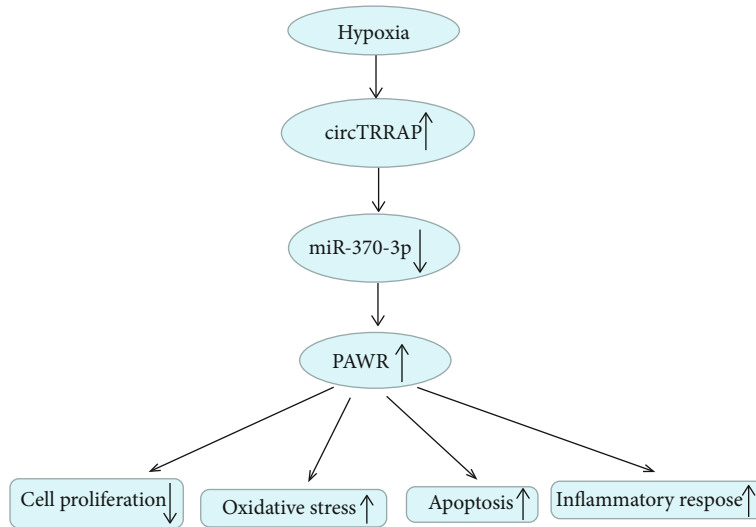 Hypoxia
circTRRAP
miR-370-3p
PAWR
Cell proliferation
Oxidative stress
Apoptosis
Inflammatory respose